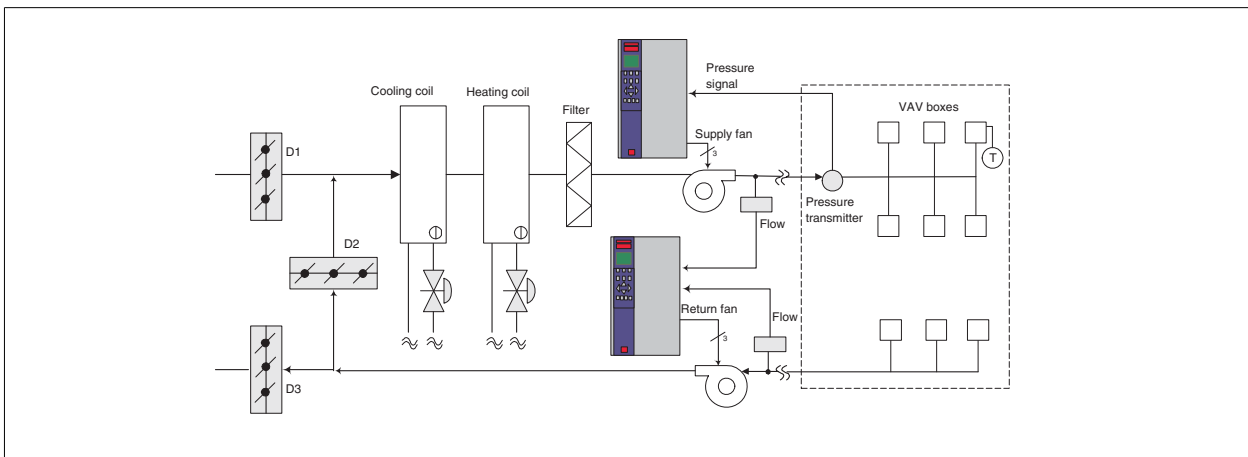 Pressure
signal
Cooling coil
Heating coil
Filter
VAV boxes
Supply fan
3
D1
T
Pressure
transmitter
Flow
D2
Return fan
Flow
3
D3